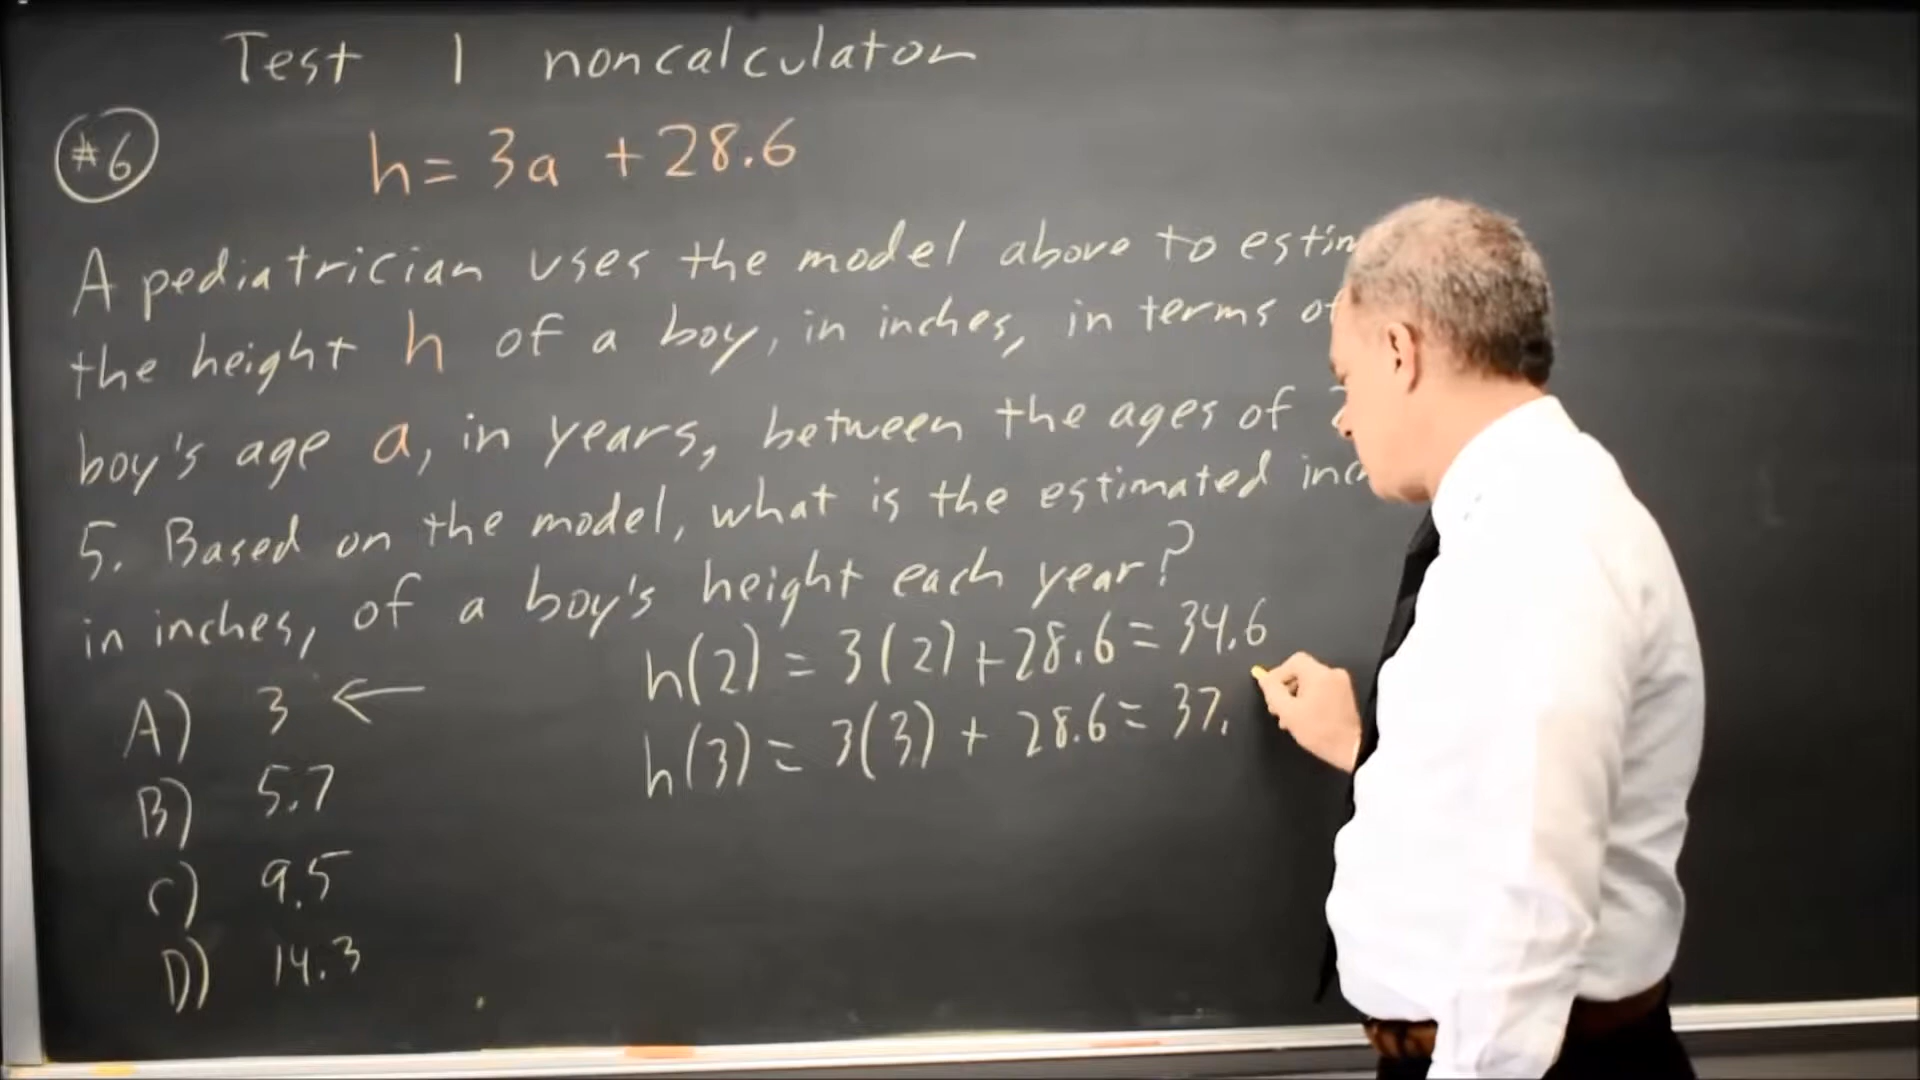 Test 1 noncalculator
#6
h = 3a + 28.6
A pediatrician uses the model above to estim
the height h of a boy, in inches, in terms of
boy's age a, in years, between the ages of
5. Based on the model, what is the estimated inc
in inches, of a boy's height each year?
h(2) = 3(2) + 28.6 = 34.6
h(3) = 3(3) + 28.6 = 37.
A) 3 ←
B) 5.7
C) 9.5
D) 14.3